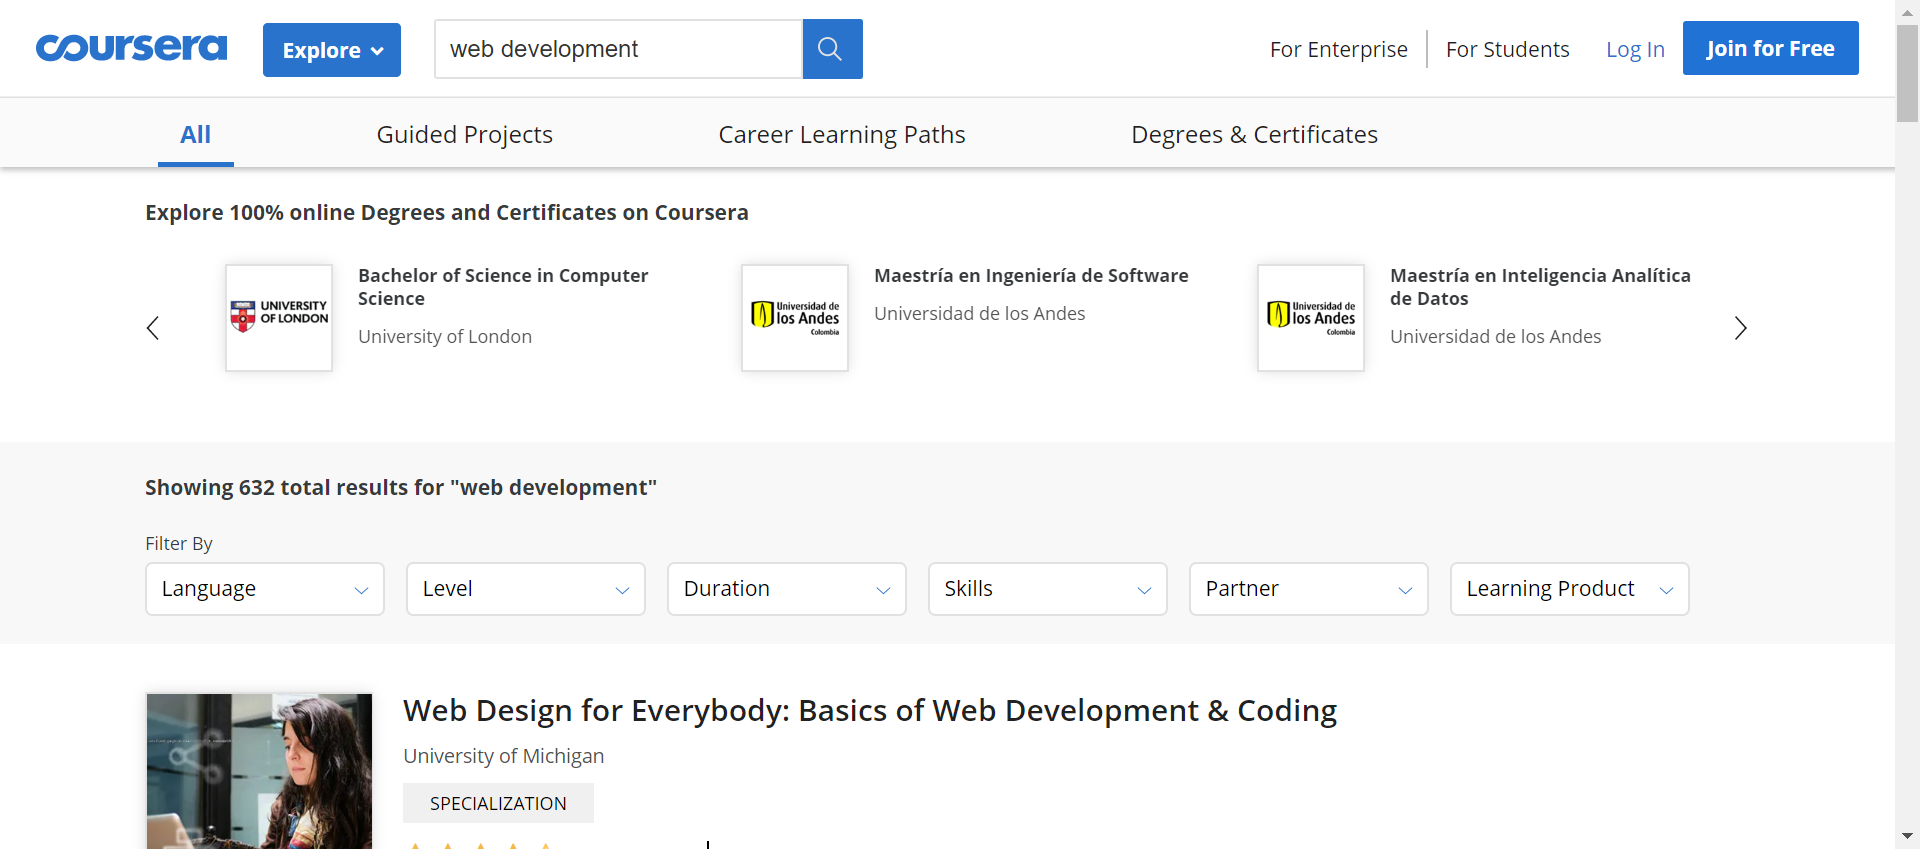 coursera
Explore
web development
For Enterprise
For Students
Log In
Join for Free
All
Guided Projects
Career Learning Paths
Degrees & Certificates
Explore 100% online Degrees and Certificates on Coursera
UNIVERSITY
OF LONDON
Bachelor of Science in Computer
Science
University of London
Universidad de
los Andes
Colombia
Maestría en Ingeniería de Software
Universidad de los Andes
Universidad de
los Andes
Colombia
Maestría en Inteligencia Analítica
de Datos
Universidad de los Andes
Showing 632 total results for "web development"
Filter By
Language
Level
Duration
Skills
Partner
Learning Product
Web Design for Everybody: Basics of Web Development & Coding
University of Michigan
SPECIALIZATION